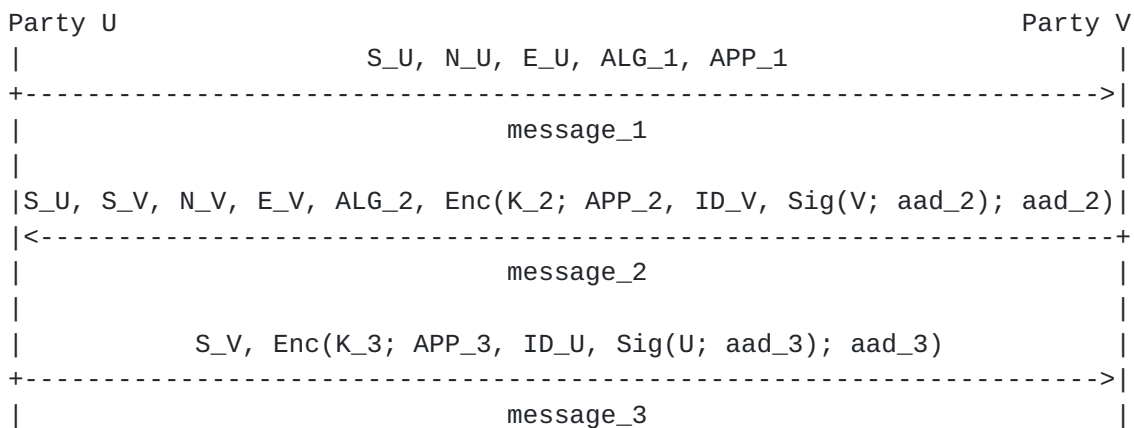 Party U                                                          Party V
|                      S_U, N_U, E_U, ALG_1, APP_1                     |
+--------------------------------------------------------------------->|
|                               message_1                              |
|                                                                      |
|S_U, S_V, N_V, E_V, ALG_2, Enc(K_2; APP_2, ID_V, Sig(V; aad_2); aad_2)|
|<---------------------------------------------------------------------+
|                               message_2                              |
|                                                                      |
|           S_V, Enc(K_3; APP_3, ID_U, Sig(U; aad_3); aad_3)           |
+--------------------------------------------------------------------->|
|                               message_3                              |